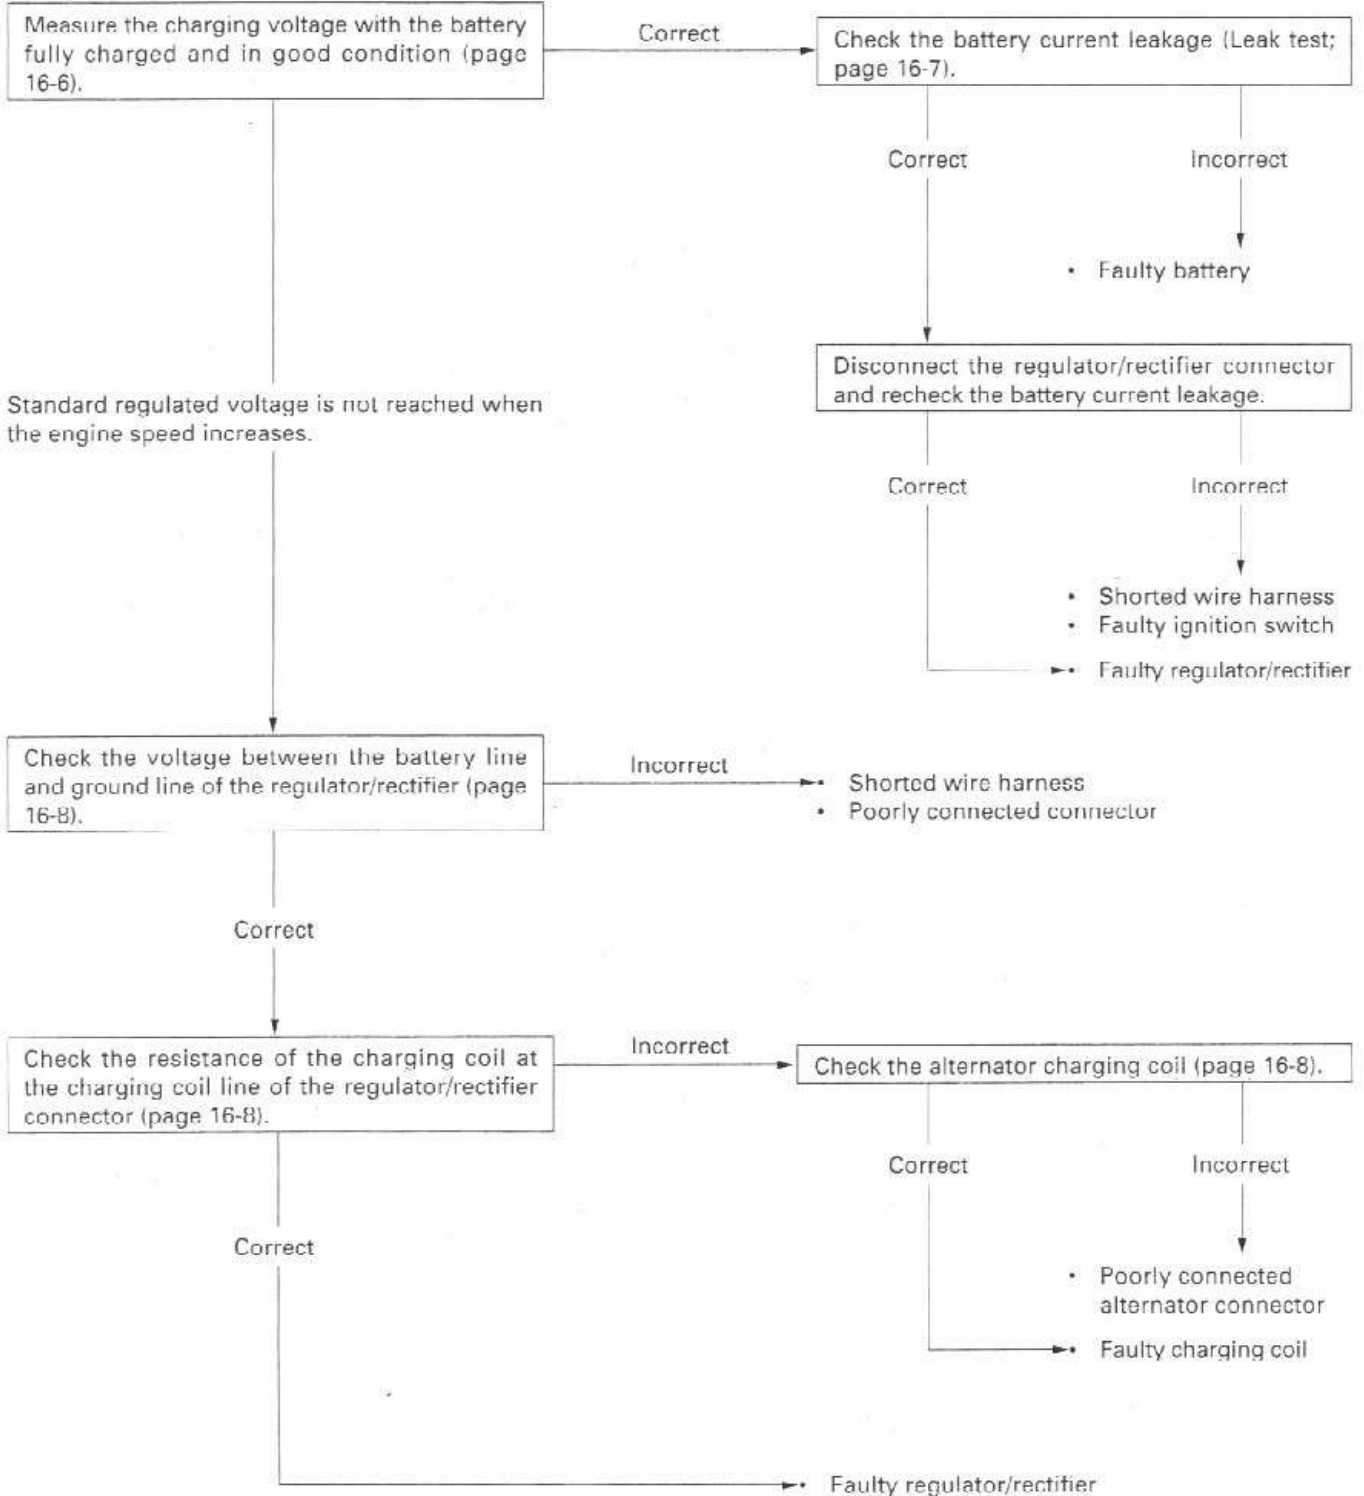 Measure the charging voltage with the battery
fully charged and in good condition (page
16-6).
Correct
Check the battery current leakage (Leak test;
page 16-7).
Correct
Incorrect
• Faulty battery
Disconnect the regulator/rectifier connector
and recheck the battery current leakage.
Standard regulated voltage is not reached when
the engine speed increases.
Correct
Incorrect
• Shorted wire harness
• Faulty ignition switch
• Faulty regulator/rectifier
Check the voltage between the battery line
and ground line of the regulator/rectifier (page
16-8).
Incorrect
• Shorted wire harness
• Poorly connected connector
Correct
Check the resistance of the charging coil at
the charging coil line of the regulator/rectifier
connector (page 16-8).
Incorrect
Check the alternator charging coil (page 16-8).
Correct
Incorrect
Correct
• Poorly connected
alternator connector
• Faulty charging coil
• Faulty regulator/rectifier